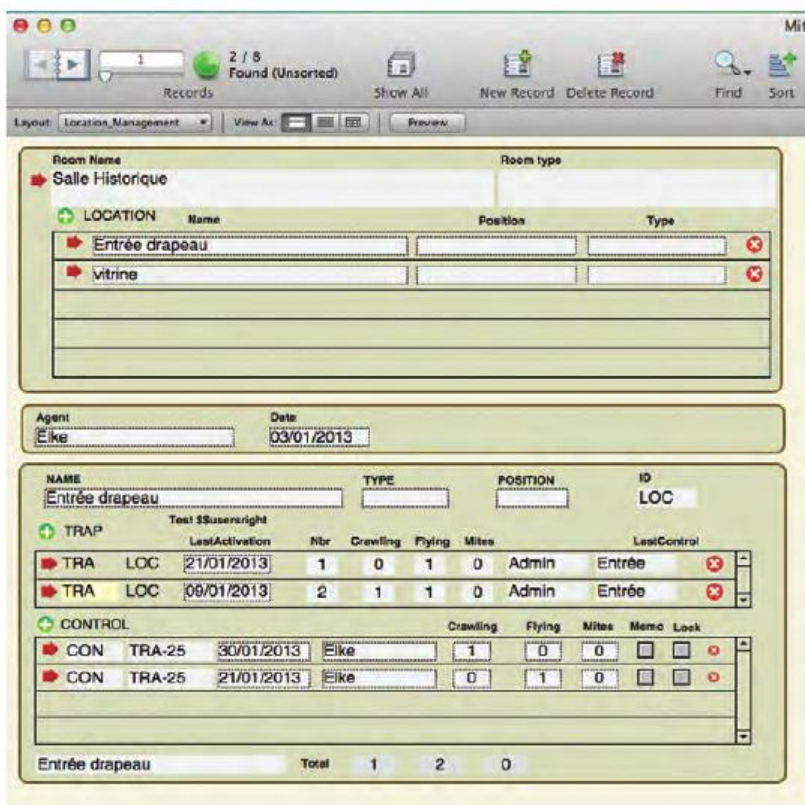 Mit
1
2 / 8
Found (Unsorted)
Records Show All New Record Delete Record Find Sort
Layout: Location_Management View As: Preview
Room Name Room type
Salle Historique
LOCATION Name Position Type
Entrée drapeau
vitrine
Agent Date
Elke 03/01/2013
NAME TYPE POSITION ID
Entrée drapeau LOC
TRAP Test $$usersright
LastActivation Nbr Crawling Flying Mites LastControl
TRA LOC 21/01/2013 1 0 1 0 Admin Entrée
TRA LOC 09/01/2013 2 1 1 0 Admin Entrée
CONTROL Crawling Flying Mites Memo Lock
CON TRA-25 30/01/2013 Elke 1 0 0
CON TRA-25 21/01/2013 Elke 0 1 0
Entrée drapeau Total 1 2 0